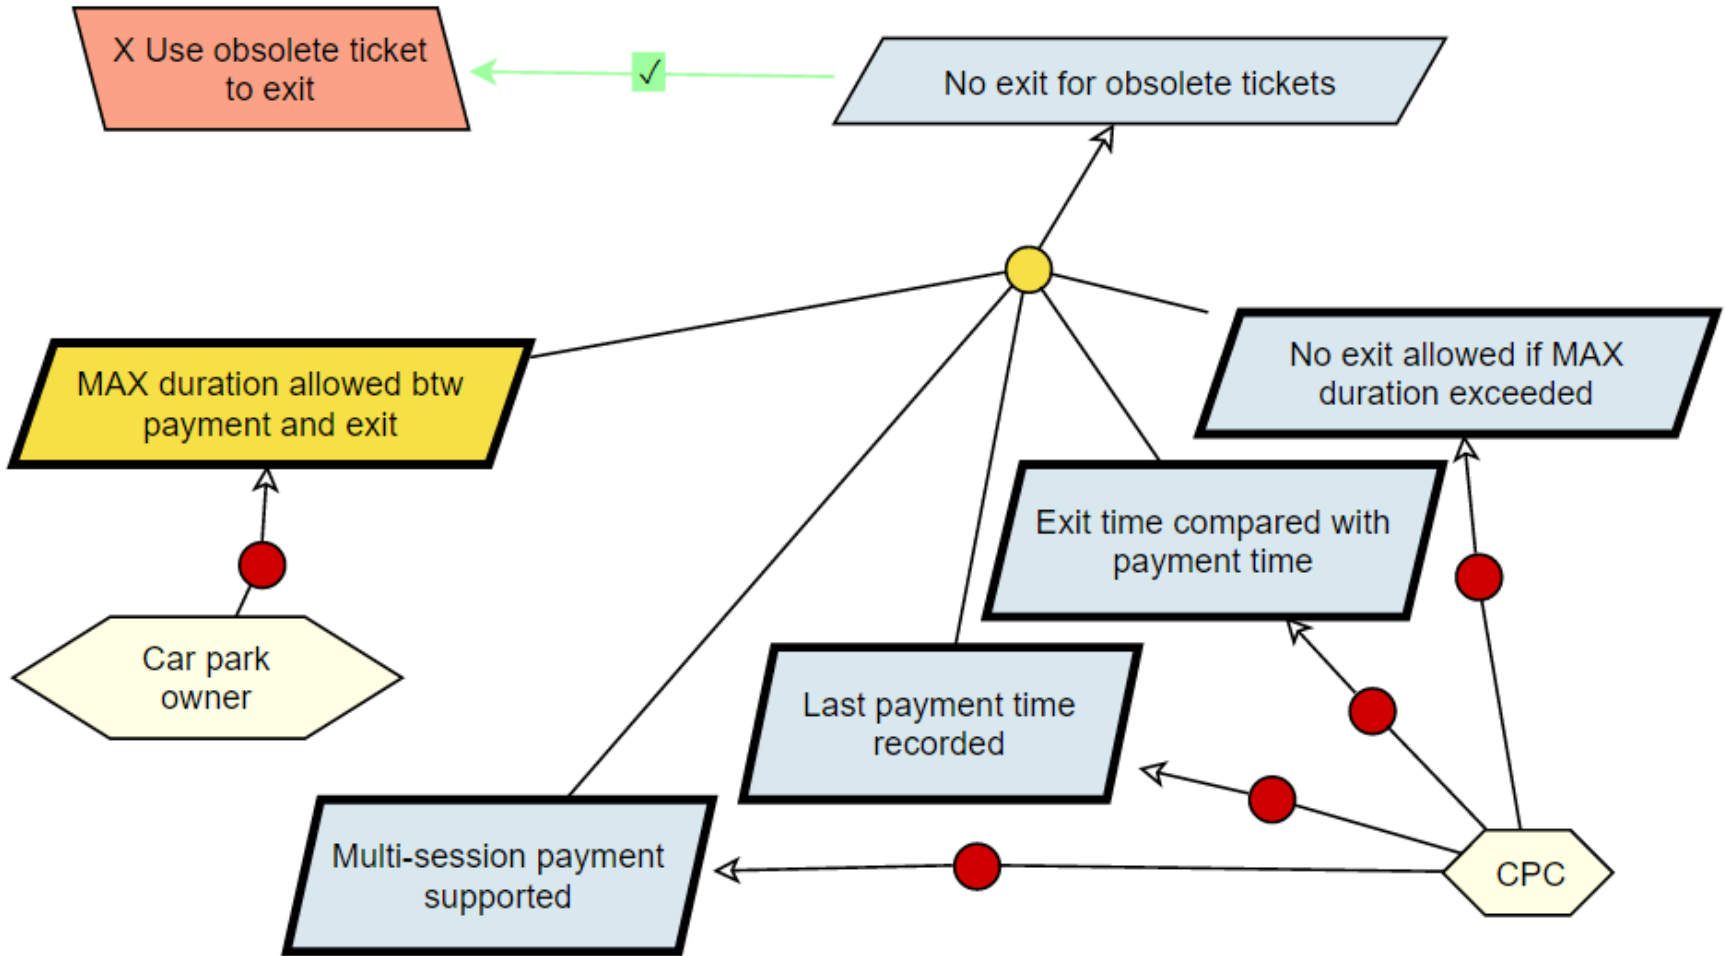 X Use obsolete ticket
to exit
✓
No exit for obsolete tickets
MAX duration allowed btw
payment and exit
No exit allowed if MAX
duration exceeded
Exit time compared with
payment time
Car park
owner
Last payment time
recorded
Multi-session payment
supported
CPC